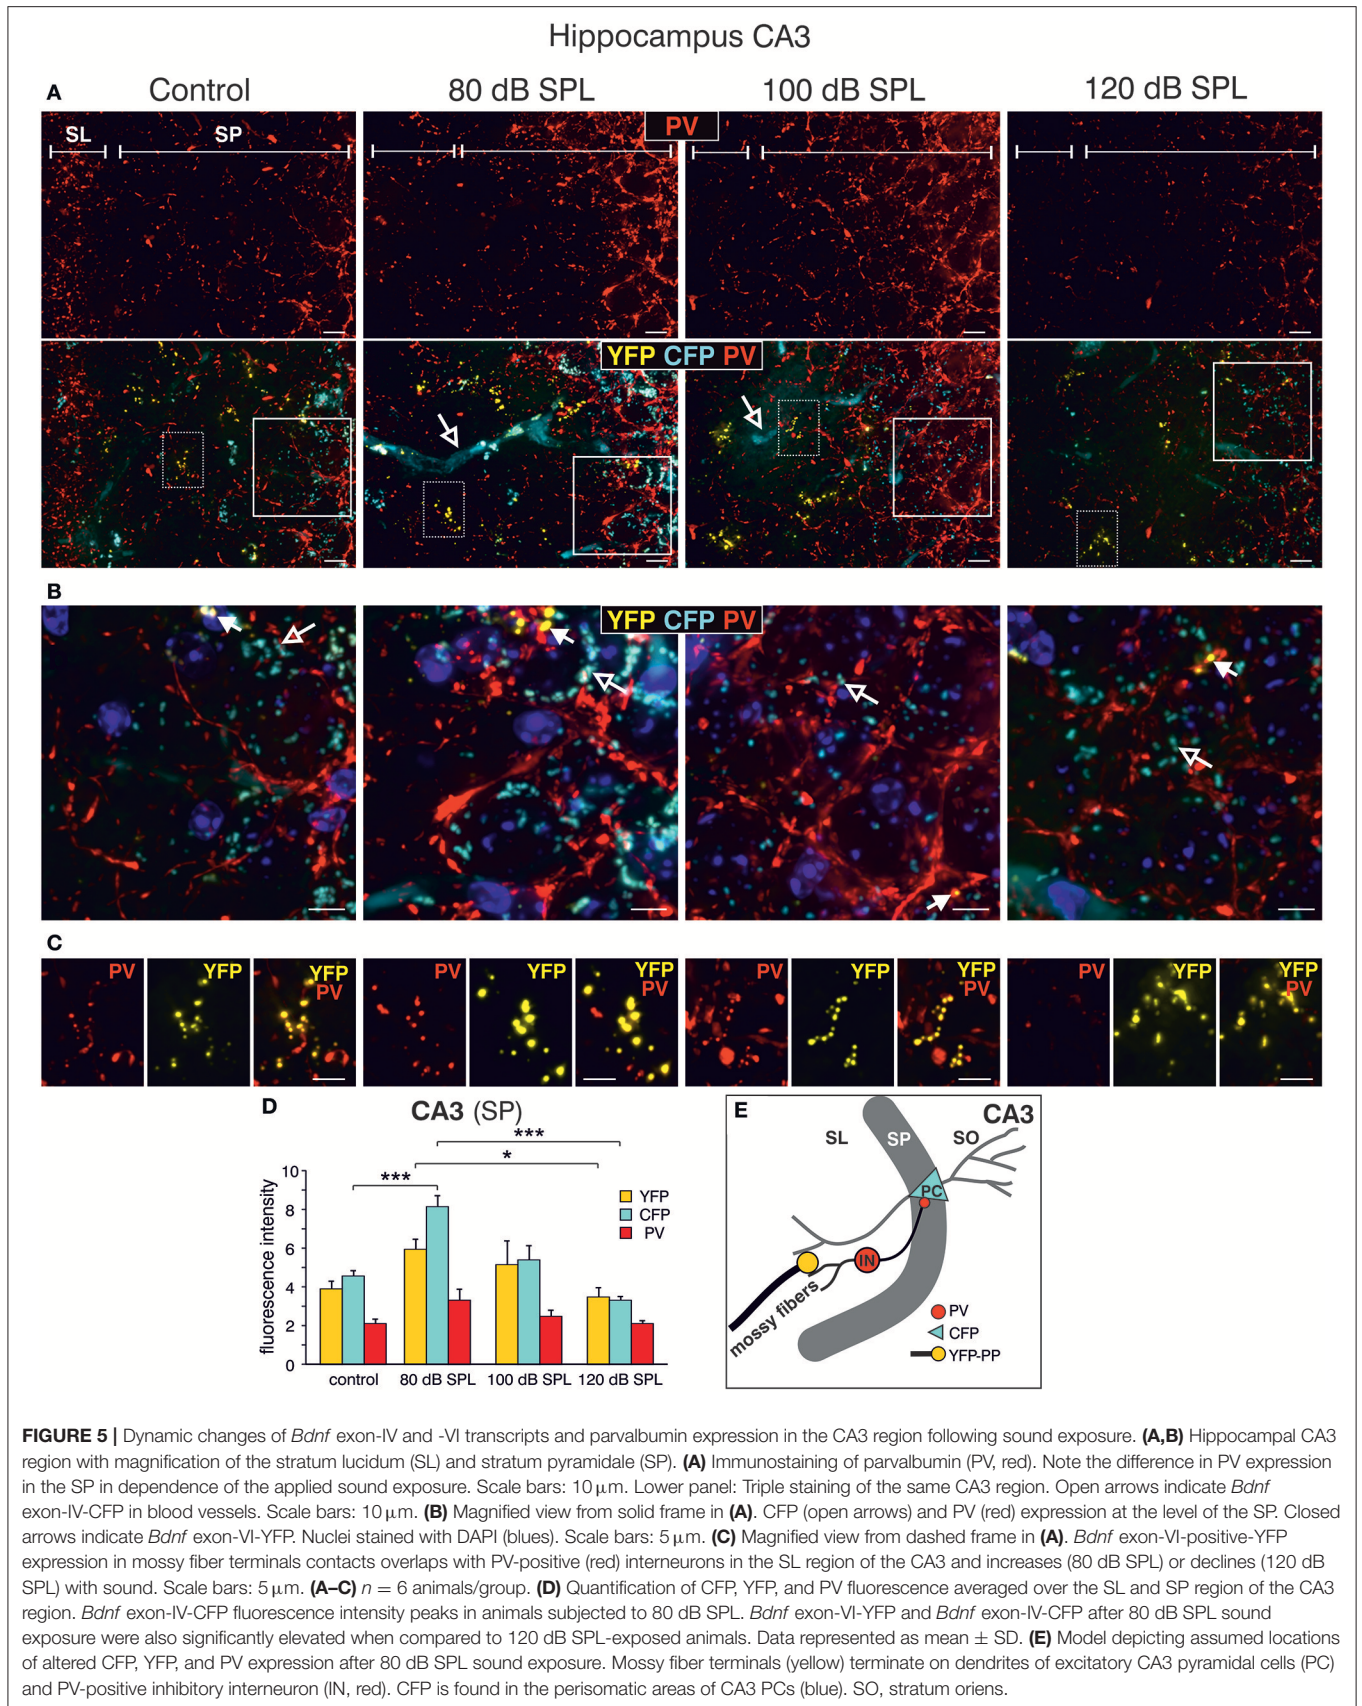 Hippocampus CA3
A
Control
80 dB SPL
100 dB SPL
120 dB SPL
SL
SP
PV
YFP CFP PV
B
YFP CFP PV
C
PV
YFP
YFP
PV
PV
YFP
YFP
PV
PV
YFP
YFP
PV
PV
YFP
YFP
PV
D
CA3 (SP)
***
*
***
fluorescence intensity
10
8
6
4
2
0
YFP
CFP
PV
control
80 dB SPL
100 dB SPL
120 dB SPL
E
CA3
SL
SP
SO
PC
IN
mossy fibers
PV
CFP
YFP-PP
FIGURE 5 | Dynamic changes of Bdnf exon-IV and -VI transcripts and parvalbumin expression in the CA3 region following sound exposure. (A,B) Hippocampal CA3
region with magnification of the stratum lucidum (SL) and stratum pyramidale (SP). (A) Immunostaining of parvalbumin (PV, red). Note the difference in PV expression
in the SP in dependence of the applied sound exposure. Scale bars: 10 μm. Lower panel: Triple staining of the same CA3 region. Open arrows indicate Bdnf
exon-IV-CFP in blood vessels. Scale bars: 10 μm. (B) Magnified view from solid frame in (A). CFP (open arrows) and PV (red) expression at the level of the SP. Closed
arrows indicate Bdnf exon-VI-YFP. Nuclei stained with DAPI (blues). Scale bars: 5 μm. (C) Magnified view from dashed frame in (A). Bdnf exon-VI-positive-YFP
expression in mossy fiber terminals contacts overlaps with PV-positive (red) interneurons in the SL region of the CA3 and increases (80 dB SPL) or declines (120 dB
SPL) with sound. Scale bars: 5 μm. (A–C) n = 6 animals/group. (D) Quantification of CFP, YFP, and PV fluorescence averaged over the SL and SP region of the CA3
region. Bdnf exon-IV-CFP fluorescence intensity peaks in animals subjected to 80 dB SPL. Bdnf exon-VI-YFP and Bdnf exon-IV-CFP after 80 dB SPL sound
exposure were also significantly elevated when compared to 120 dB SPL-exposed animals. Data represented as mean ± SD. (E) Model depicting assumed locations
of altered CFP, YFP, and PV expression after 80 dB SPL sound exposure. Mossy fiber terminals (yellow) terminate on dendrites of excitatory CA3 pyramidal cells (PC)
and PV-positive inhibitory interneuron (IN, red). CFP is found in the perisomatic areas of CA3 PCs (blue). SO, stratum oriens.